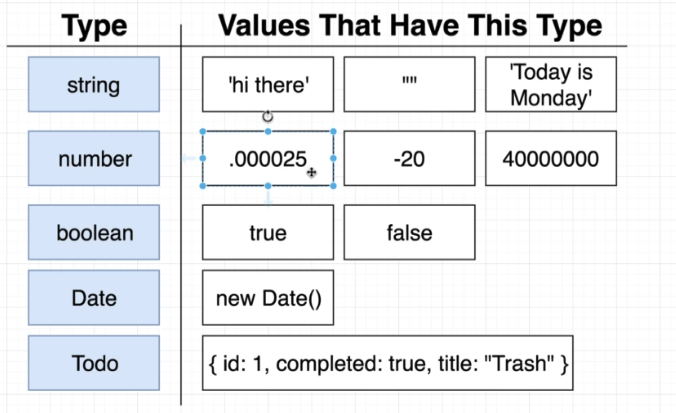 Type Values That Have This Type
string 'hi there' "" 'Today is
Monday'
number .000025 -20 40000000
boolean true false
Date new Date()
Todo { id: 1, completed: true, title: "Trash" }